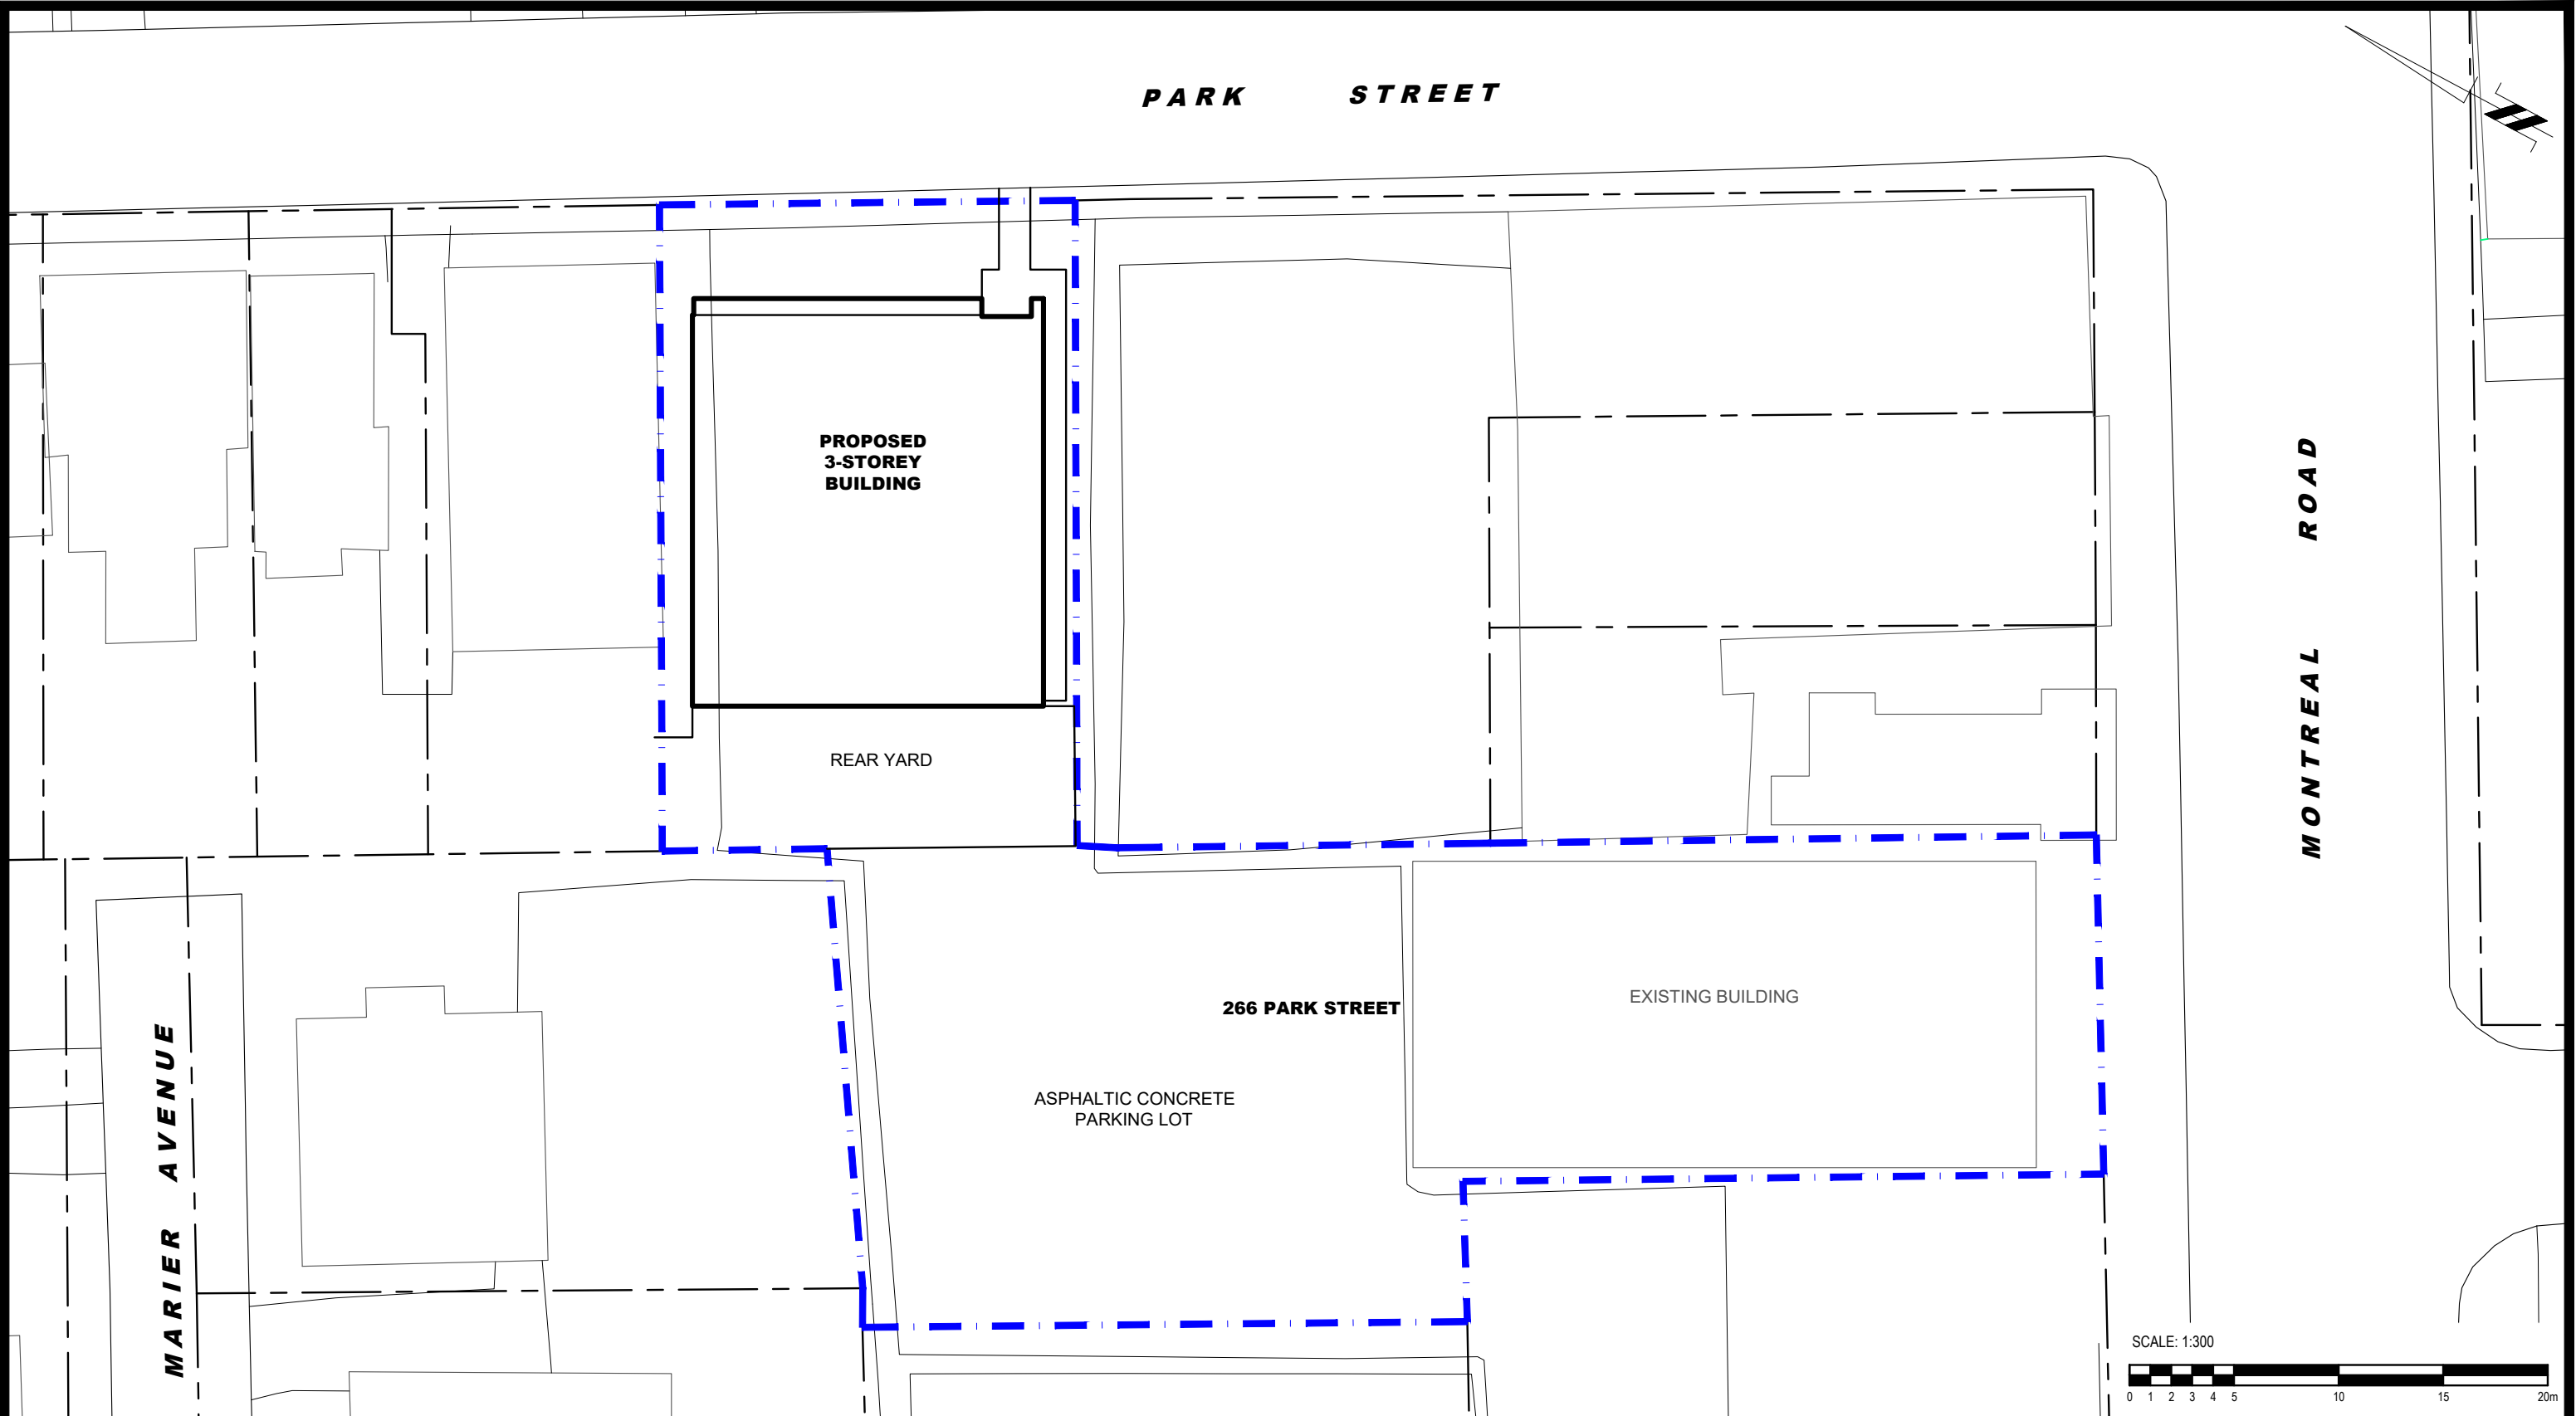 PARK STREET
PROPOSED
3-STOREY
BUILDING
REAR YARD
MONTREAL ROAD
266 PARK STREET
EXISTING BUILDING
ASPHALTIC CONCRETE
PARKING LOT
MARIER AVENUE
SCALE: 1:300
0 1 2 3 4 5 10 15 20m